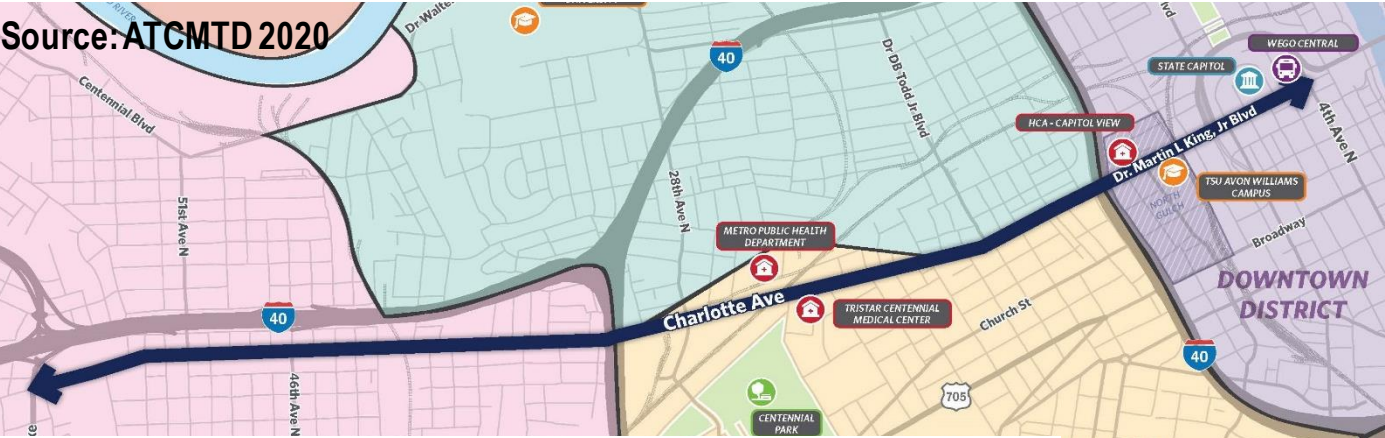 Source: ATCMTD 2020
Dr Walter
40
WEGO CENTRAL
STATE CAPITOL
Centennial Blvd
Dr DB Todd Jr Blvd
HCA - CAPITOL VIEW
4th Ave N
Dr. Martin L King, Jr Blvd
TSU AVON WILLIAMS
CAMPUS
NORTH
GULCH
28th Ave N
51st Ave N
METRO PUBLIC HEALTH
DEPARTMENT
Broadway
DOWNTOWN
DISTRICT
40
Charlotte Ave
TRISTAR CENTENNIAL
MEDICAL CENTER
Church St
40
46th Ave N
705
CENTENNIAL
PARK